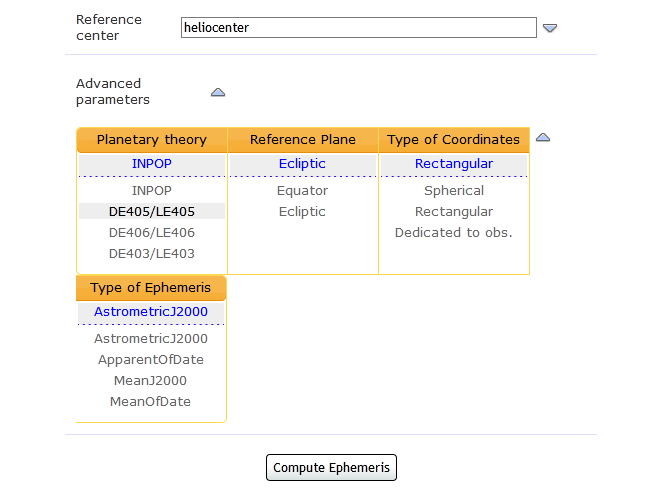 Reference
center
heliocenter
Advanced
parameters
Planetary theory Reference Plane Type of Coordinates
INPOP Ecliptic Rectangular
INPOP Equator Spherical
DE405/LE405 Ecliptic Rectangular
DE406/LE406 Dedicated to obs.
DE403/LE403
Type of Ephemeris
AstrometricJ2000
AstrometricJ2000
ApparentOfDate
MeanJ2000
MeanOfDate
Compute Ephemeris